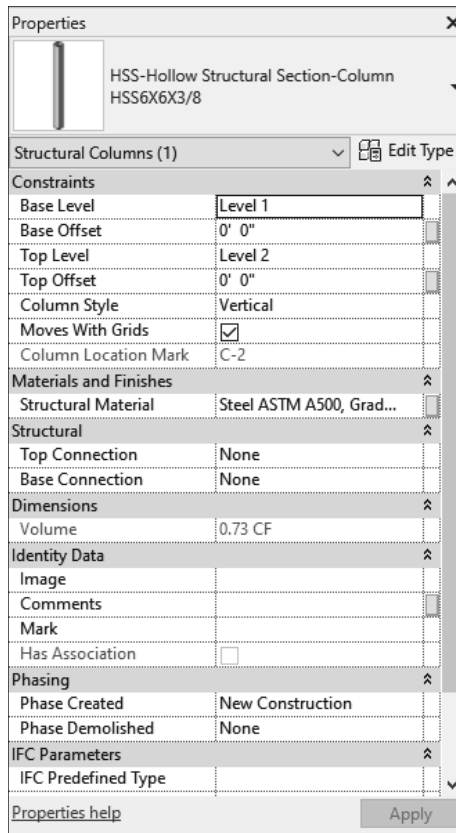 Properties
HSS-Hollow Structural Section-Column
HSS6X6X3/8
Structural Columns (1) Edit Type
Constraints
Base Level Level 1
Base Offset 0' 0"
Top Level Level 2
Top Offset 0' 0"
Column Style Vertical
Moves With Grids
Column Location Mark C-2
Materials and Finishes
Structural Material Steel ASTM A500, Grad...
Structural
Top Connection None
Base Connection None
Dimensions
Volume 0.73 CF
Identity Data
Image
Comments
Mark
Has Association
Phasing
Phase Created New Construction
Phase Demolished None
IFC Parameters
IFC Predefined Type
Properties help Apply